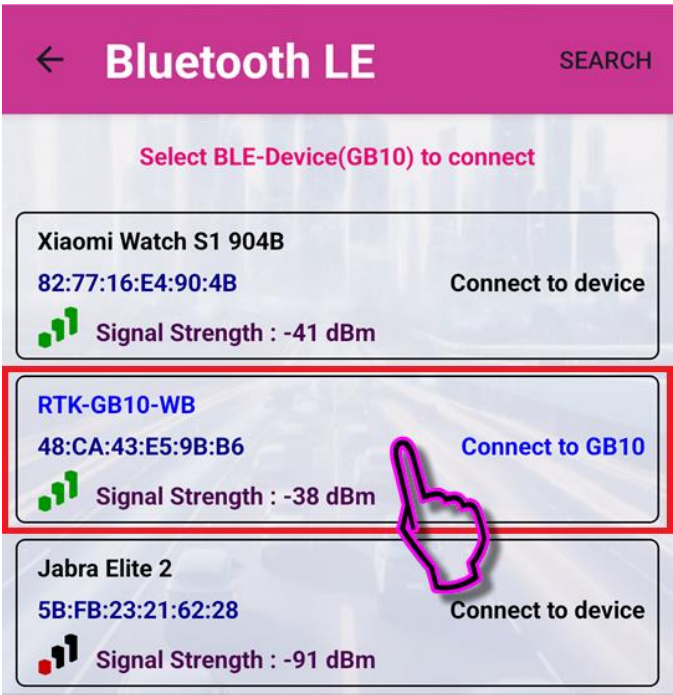 Bluetooth LE SEARCH
Select BLE-Device(GB10) to connect
Xiaomi Watch S1 904B
82:77:16:E4:90:4B Connect to device
Signal Strength : -41 dBm
RTK-GB10-WB
48:CA:43:E5:9B:B6 Connect to GB10
Signal Strength : -38 dBm
Jabra Elite 2
5B:FB:23:21:62:28 Connect to device
Signal Strength : -91 dBm